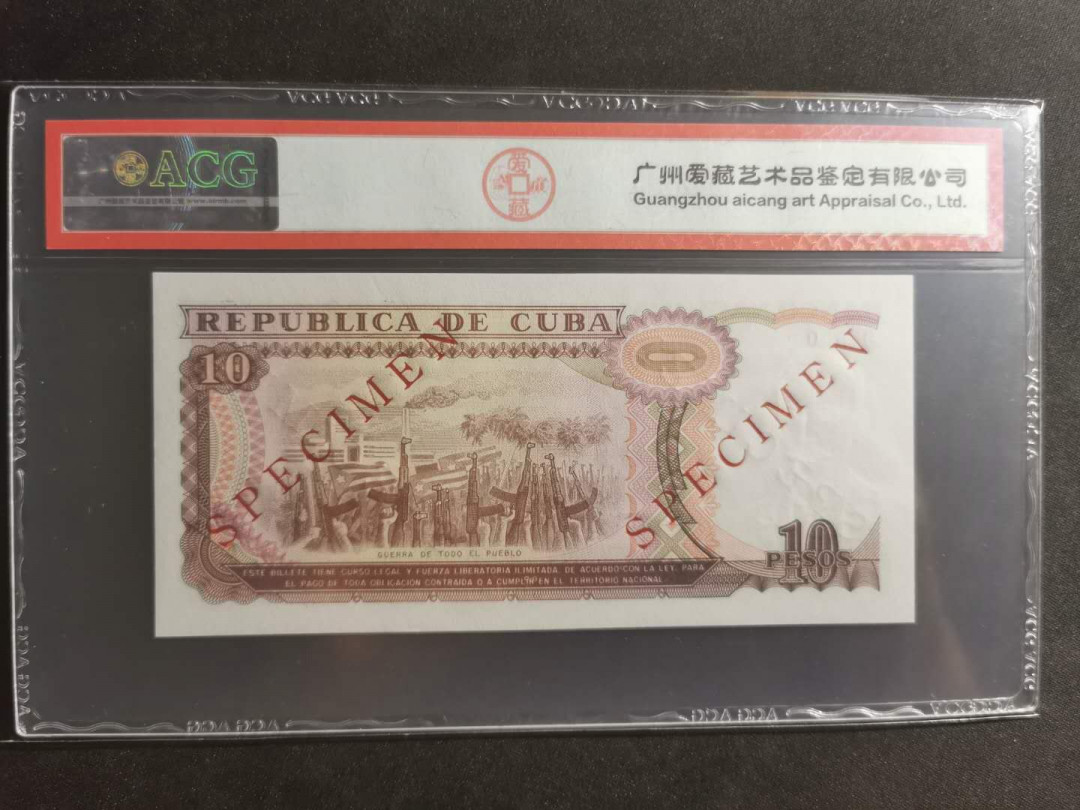 ACG
爱藏
广州爱藏艺术品鉴定有限公司
Guangzhou aicang art Appraisal Co., Ltd.
REPUBLICA DE CUBA
10
SPECIMEN
SPECIMEN
GUERRA DE TODO EL PUEBLO
10
PESOS
ESTE BILLETE TIENE CURSO LEGAL Y FUERZA LIBERATORIA ILIMITADA, DE ACUERDO CON LA LEY, PARA
EL PAGO DE TODA OBLIGACION CONTRAIDA O A CUMPLIR EN EL TERRITORIO NACIONAL